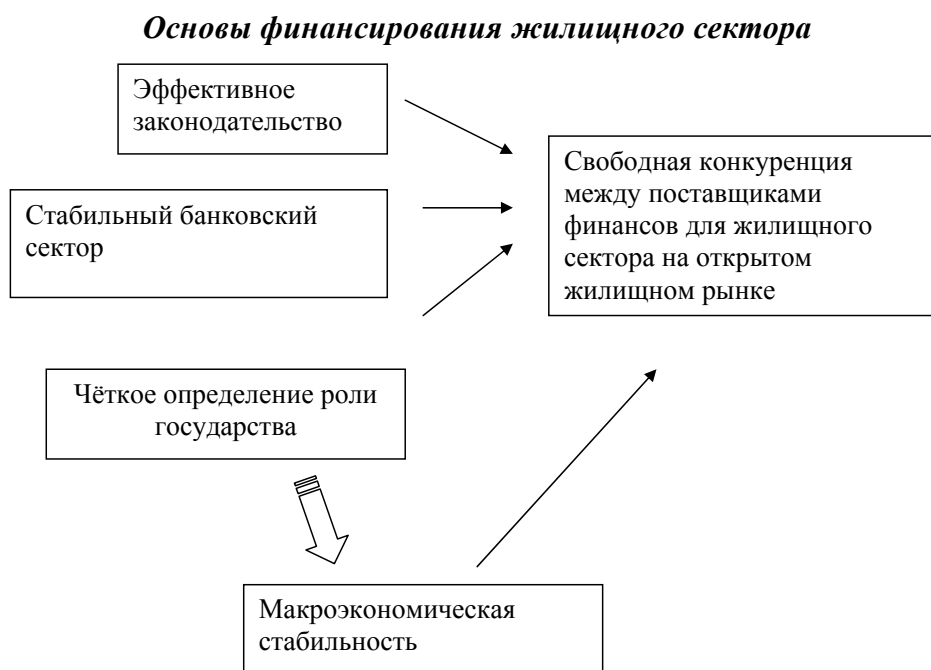 Основы финансирования жилищного сектора
Эффективное
законодательство
Стабильный банковский
сектор
Свободная конкуренция
между поставщиками
финансов для жилищного
сектора на открытом
жилищном рынке
Чёткое определение роли
государства
Макроэкономическая
стабильность